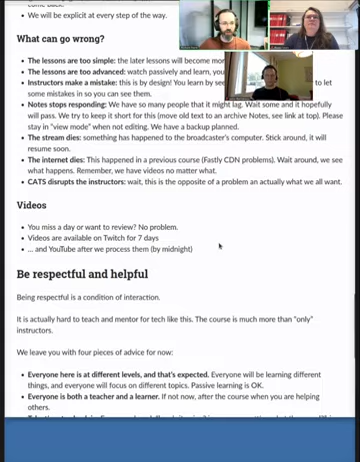 We will be explicit at every step of the way.
What can go wrong?
The lessons are too simple: the later lessons will become mor
The lessons are too advanced: watch passively and learn, you
Instructors make a mistake: this is by design! You learn by see to let
some mistakes in so you can see them.
Notes stops responding: We have so many people that it might lag. Wait some and it hopefully
will pass. We try to keep it short for this (move old text to an archive Notes, see link at top). Please
stay in "view mode" when not editing. We have a backup planned.
The stream dies: something has happened to the broadcaster's computer. Stick around, it will
resume soon.
The internet dies: This happened in a previous course (Fastly CDN problems). Wait around, we see
what happens. Remember, we have videos no matter what.
CATS disrupts the instructors: wait, this is the opposite of a problem an actually what we all want.
Videos
You miss a day or want to review? No problem.
Videos are available on Twitch for 7 days
... and YouTube after we process them (by midnight)
Be respectful and helpful
Being respectful is a condition of interaction.
It is actually hard to teach and mentor for tech like this. The course is much more than "only"
instructors.
We leave you with four pieces of advice for now:
Everyone here is at different levels, and that's expected. Everyone will be learning different
things, and everyone will focus on different topics. Passive learning is OK.
Everyone is both a teacher and a learner. If not now, after the course when you are helping
others.